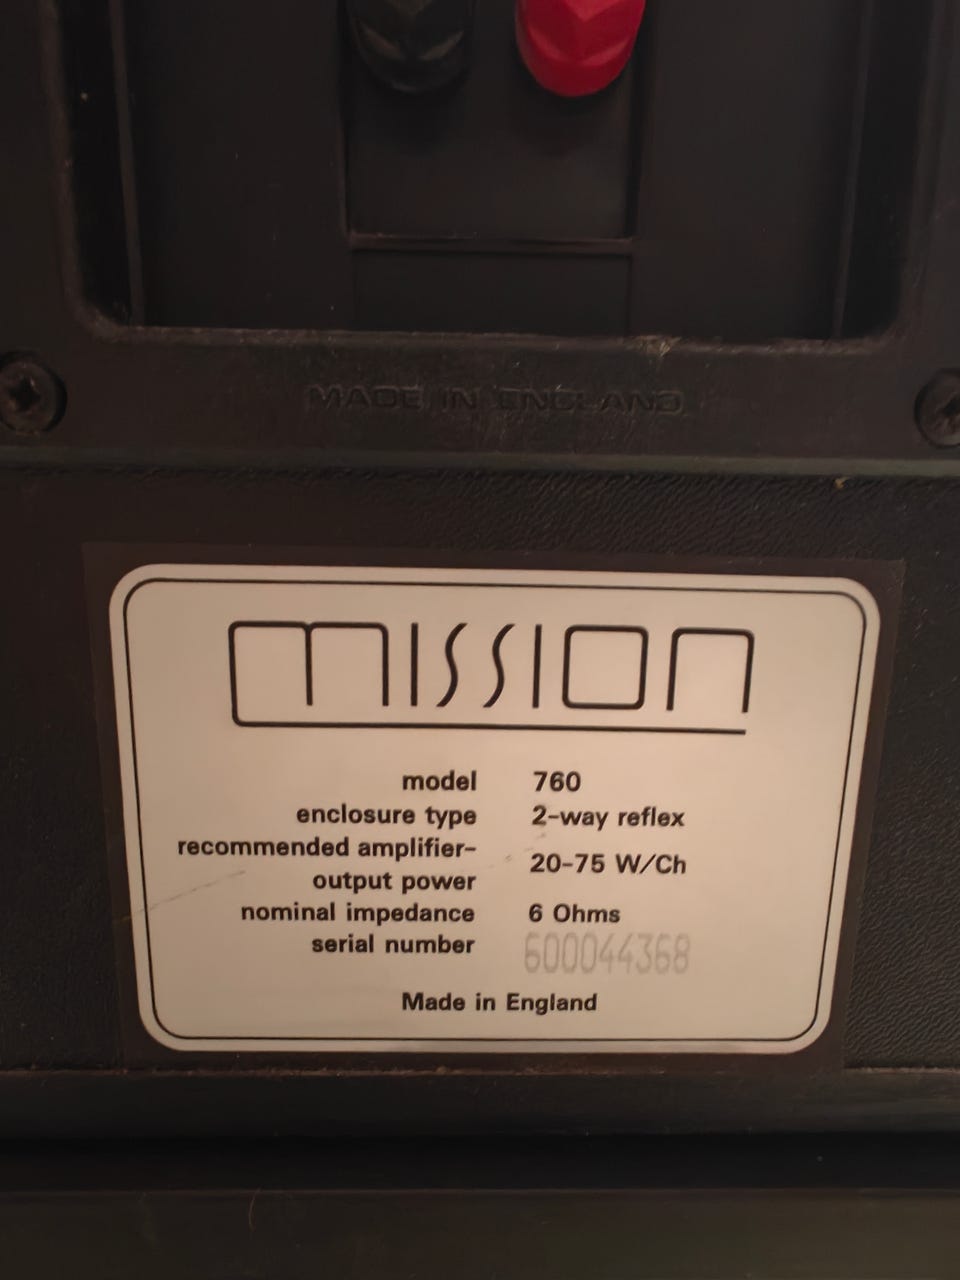 MADE IN ENGLAND
mission
model 760
enclosure type 2-way reflex
recommended amplifier-
output power 20-75 W/Ch
nominal impedance 6 Ohms
serial number 600044368
Made in England